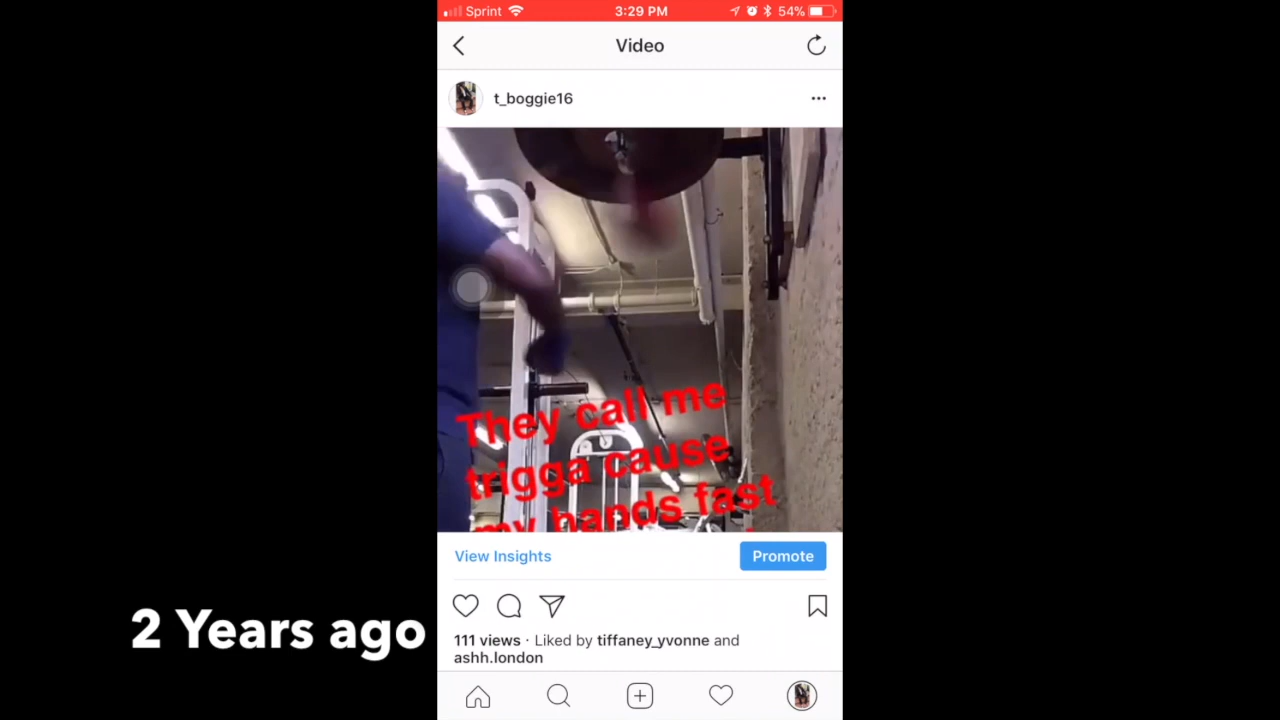 Sprint 3:29 PM 54%
Video
t_boggie16
They call me
trigga cause
my hands fast
View Insights
Promote
2 Years ago
111 views · Liked by tiffaney_yvonne and
ashh.london